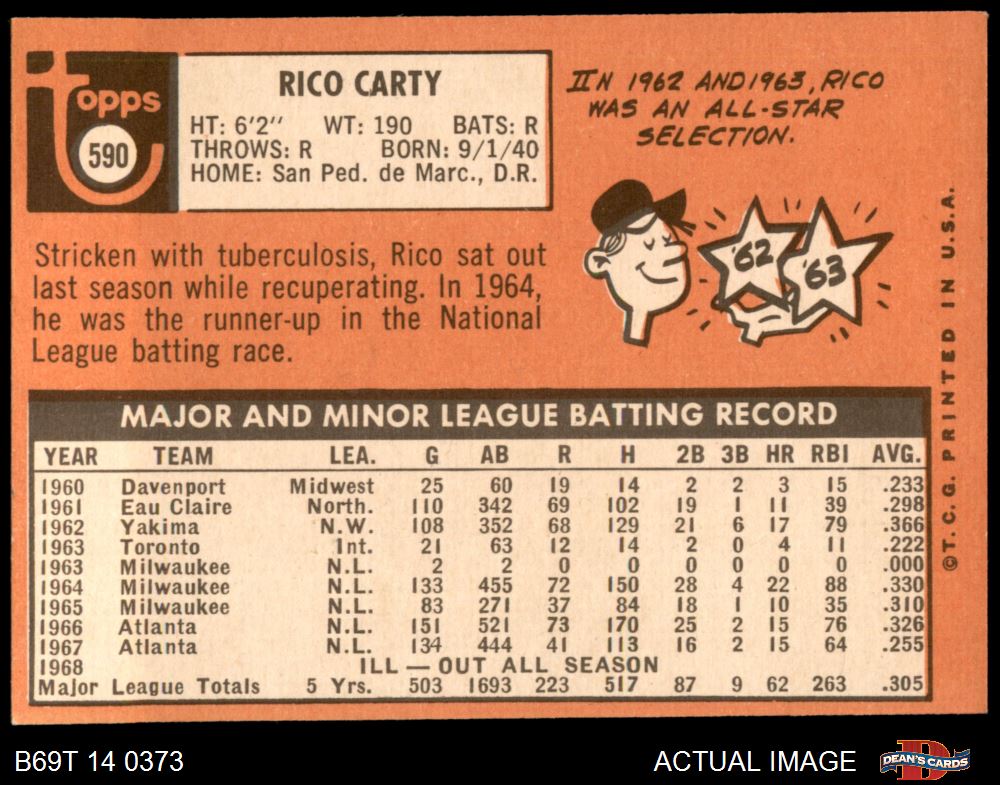 Topps
590
RICO CARTY
HT: 6'2" WT: 190 BATS: R
THROWS: R BORN: 9/1/40
HOME: San Ped. de Marc., D.R.
IN 1962 AND 1963, RICO
WAS AN ALL-STAR
SELECTION.
'62
'63
Stricken with tuberculosis, Rico sat out
last season while recuperating. In 1964,
he was the runner-up in the National
League batting race.
MAJOR AND MINOR LEAGUE BATTING RECORD
YEAR TEAM LEA. G AB R H 2B 3B HR RBI AVG.
1960 Davenport Midwest 25 60 19 14 2 2 3 15 .233
1961 Eau Claire North. 110 342 69 102 19 1 11 39 .298
1962 Yakima N.W. 108 352 68 129 21 6 17 79 .366
1963 Toronto Int. 21 63 12 14 2 0 4 11 .222
1963 Milwaukee N.L. 2 2 0 0 0 0 0 0 .000
1964 Milwaukee N.L. 133 455 72 150 28 4 22 88 .330
1965 Milwaukee N.L. 83 271 37 84 18 1 10 35 .310
1966 Atlanta N.L. 151 521 73 170 25 2 15 76 .326
1967 Atlanta N.L. 134 444 41 113 16 2 15 64 .255
1968 ILL — OUT ALL SEASON
Major League Totals 5 Yrs. 503 1693 223 517 87 9 62 263 .305
©T. C. G. PRINTED IN U.S.A.
B69T 14 0373
ACTUAL IMAGE
D
DEAN'S CARDS